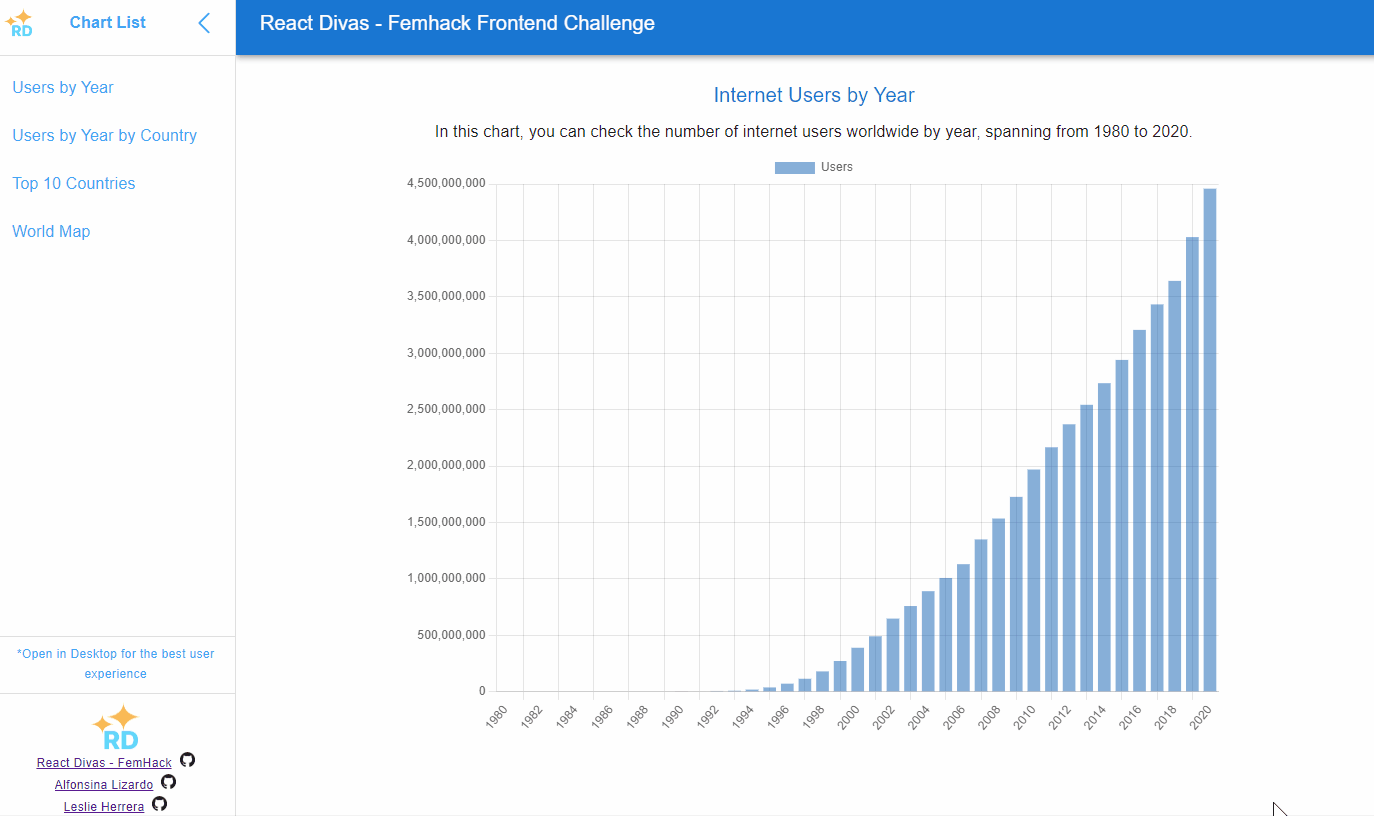 RD
Chart List
React Divas - Femhack Frontend Challenge
Users by Year
Users by Year by Country
Top 10 Countries
World Map
*Open in Desktop for the best user
experience
RD
React Divas - FemHack
Alfonsina Lizardo
Leslie Herrera
Internet Users by Year
In this chart, you can check the number of internet users worldwide by year, spanning from 1980 to 2020.
Users
4,500,000,000
4,000,000,000
3,500,000,000
3,000,000,000
2,500,000,000
2,000,000,000
1,500,000,000
1,000,000,000
500,000,000
0
1980 1982 1984 1986 1988 1990 1992 1994 1996 1998 2000 2002 2004 2006 2008 2010 2012 2014 2016 2018 2020